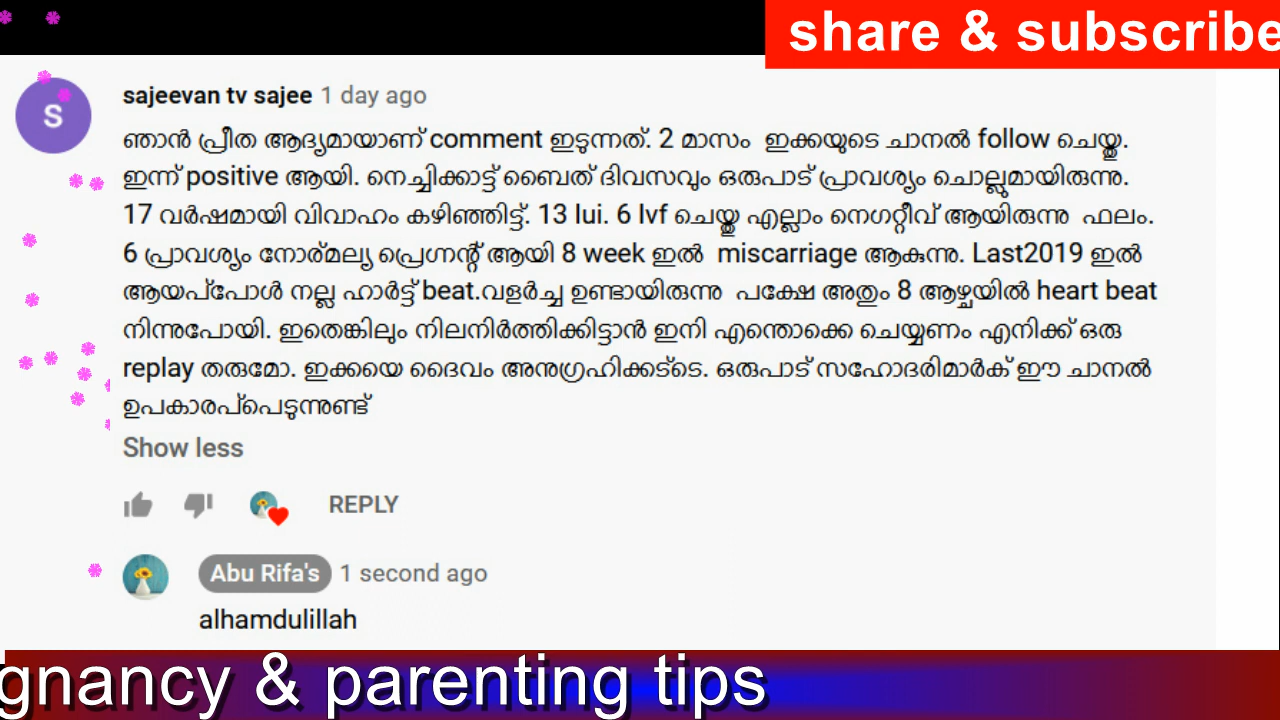 share & subscribe
sajeevan tv sajee 1 day ago
S
ഞാൻ പ്രീത ആദ്യമായാണ് comment ഇടുന്നത്. 2 മാസം ഇക്കയുടെ ചാനൽ follow ചെയ്തു.
ഇന്ന് positive ആയി. നെച്ചിക്കാട്ട് ബൈത് ദിവസവും ഒരുപാട് പ്രാവശ്യം ചൊല്ലുമായിരുന്നു.
17 വർഷമായി വിവാഹം കഴിഞ്ഞിട്ട്. 13 Iui. 6 Ivf ചെയ്തു എല്ലാം നെഗറ്റീവ് ആയിരുന്നു ഫലം.
6 പ്രാവശ്യം നോര്മല്യ പ്രെഗ്നന്റ് ആയി 8 week ഇൽ miscarriage ആകുന്നു. Last2019 ഇൽ
ആയപ്പോൾ നല്ല ഹാർട്ട് beat.വളർച്ച ഉണ്ടായിരുന്നു പക്ഷേ അതും 8 ആഴ്ചയിൽ heart beat
നിന്നുപോയി. ഇതെങ്കിലും നിലനിർത്തിക്കിട്ടാൻ ഇനി എന്തൊക്കെ ചെയ്യണം എനിക്ക് ഒരു
replay തരുമോ. ഇക്കയെ ദൈവം അനുഗ്രഹിക്കട്ടെ. ഒരുപാട് സഹോദരിമാർക് ഈ ചാനൽ
ഉപകാരപ്പെടുന്നുണ്ട്
Show less
REPLY
Abu Rifa's 1 second ago
alhamdulillah
gnancy & parenting tips